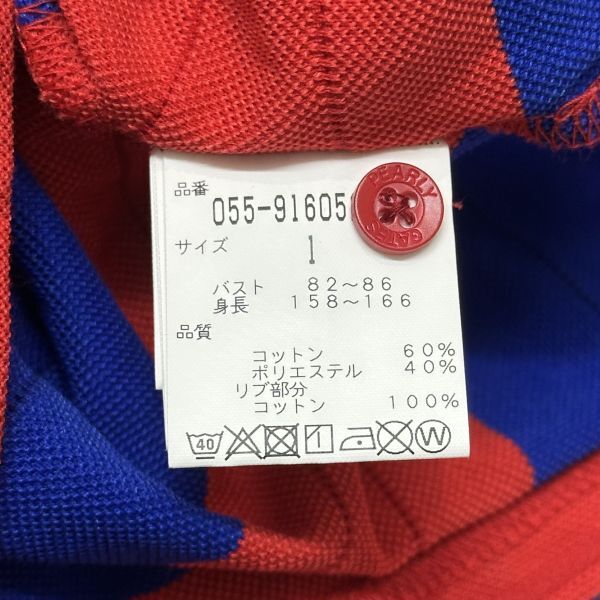 品番
055-91605
PEARLY
GATES
サイズ
1
バスト 82～86
身長 158～166
品質
コットン 60%
ポリエステル 40%
リブ部分
コットン 100%
40
W